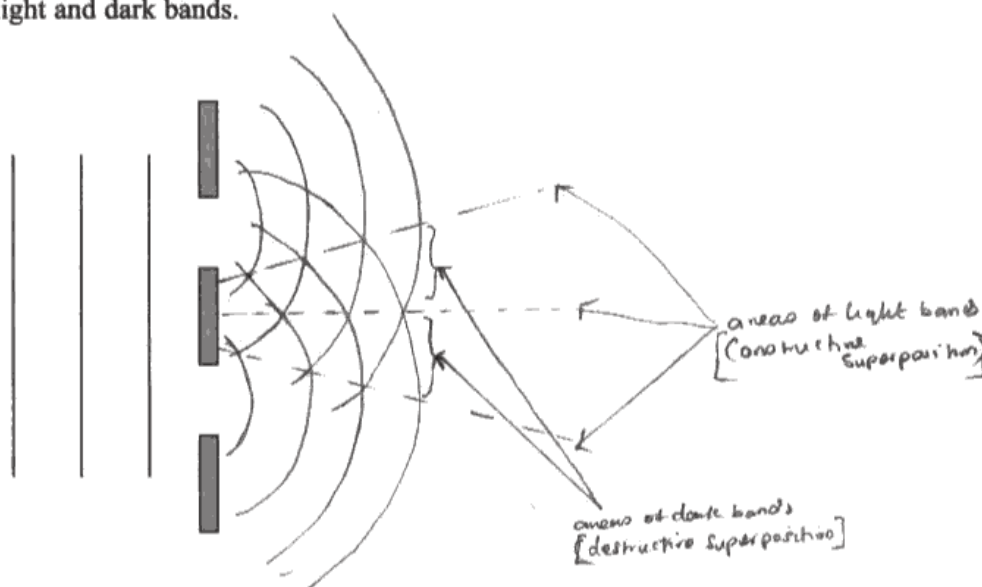 ight and dark bands.
areas of light bands
[Constructive
superposition]
areas of dark bands
[destructive superposition]